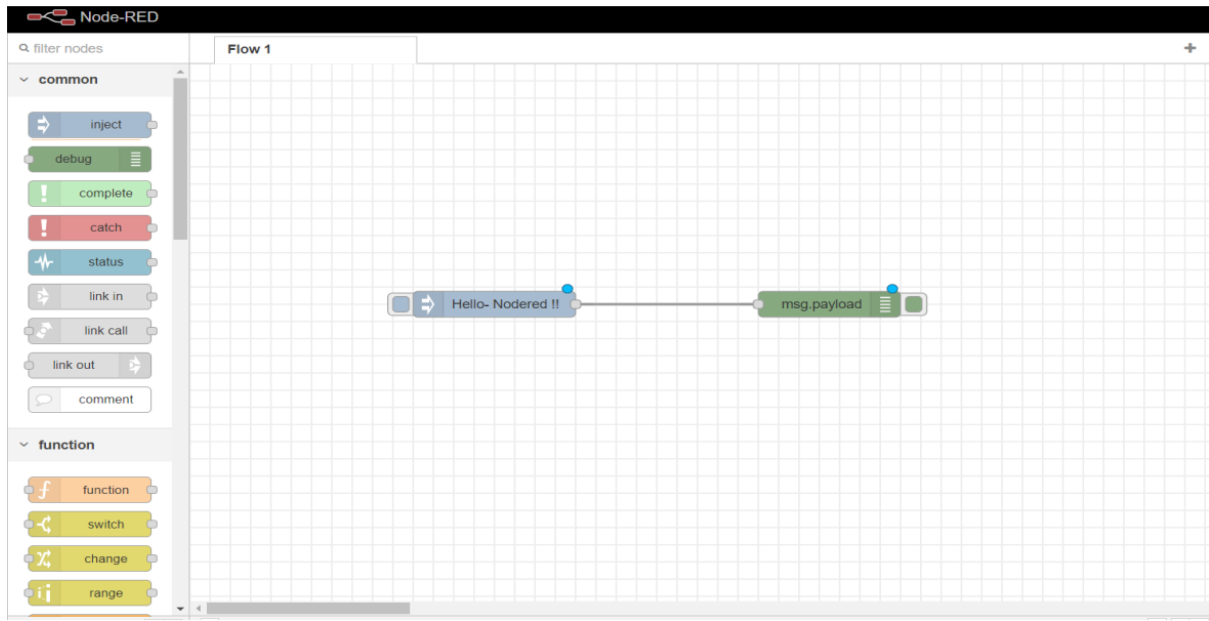 Node-RED
filter nodes
Flow 1
common
inject
debug
complete
catch
status
link in
link call
link out
comment
function
function
switch
change
range
Hello- Nodered !!
msg.payload